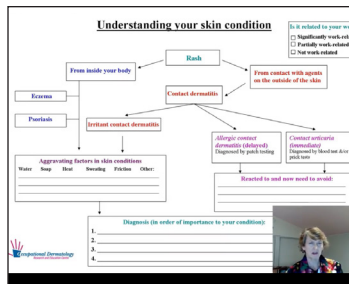 Understanding your skin condition
Is it related to your wo
Significantly work-rela
Partially work-related
Not work-related
Rash
From inside your body
From contact with agents
on the outside of the skin
Eczema
Contact dermatitis
Psoriasis
Irritant contact dermatitis
Allergic contact
dermatitis (delayed)
Diagnosed by patch testing
Contact urticaria
(immediate)
Diagnosed by blood test &/or
prick test
Aggravating factors in skin conditions
Water Soap Heat Sweating Friction Other:
Reacted to and now need to avoid:
Diagnosis (in order of importance to your condition):
1.
2.
3.
4.
Occupational Dermatology